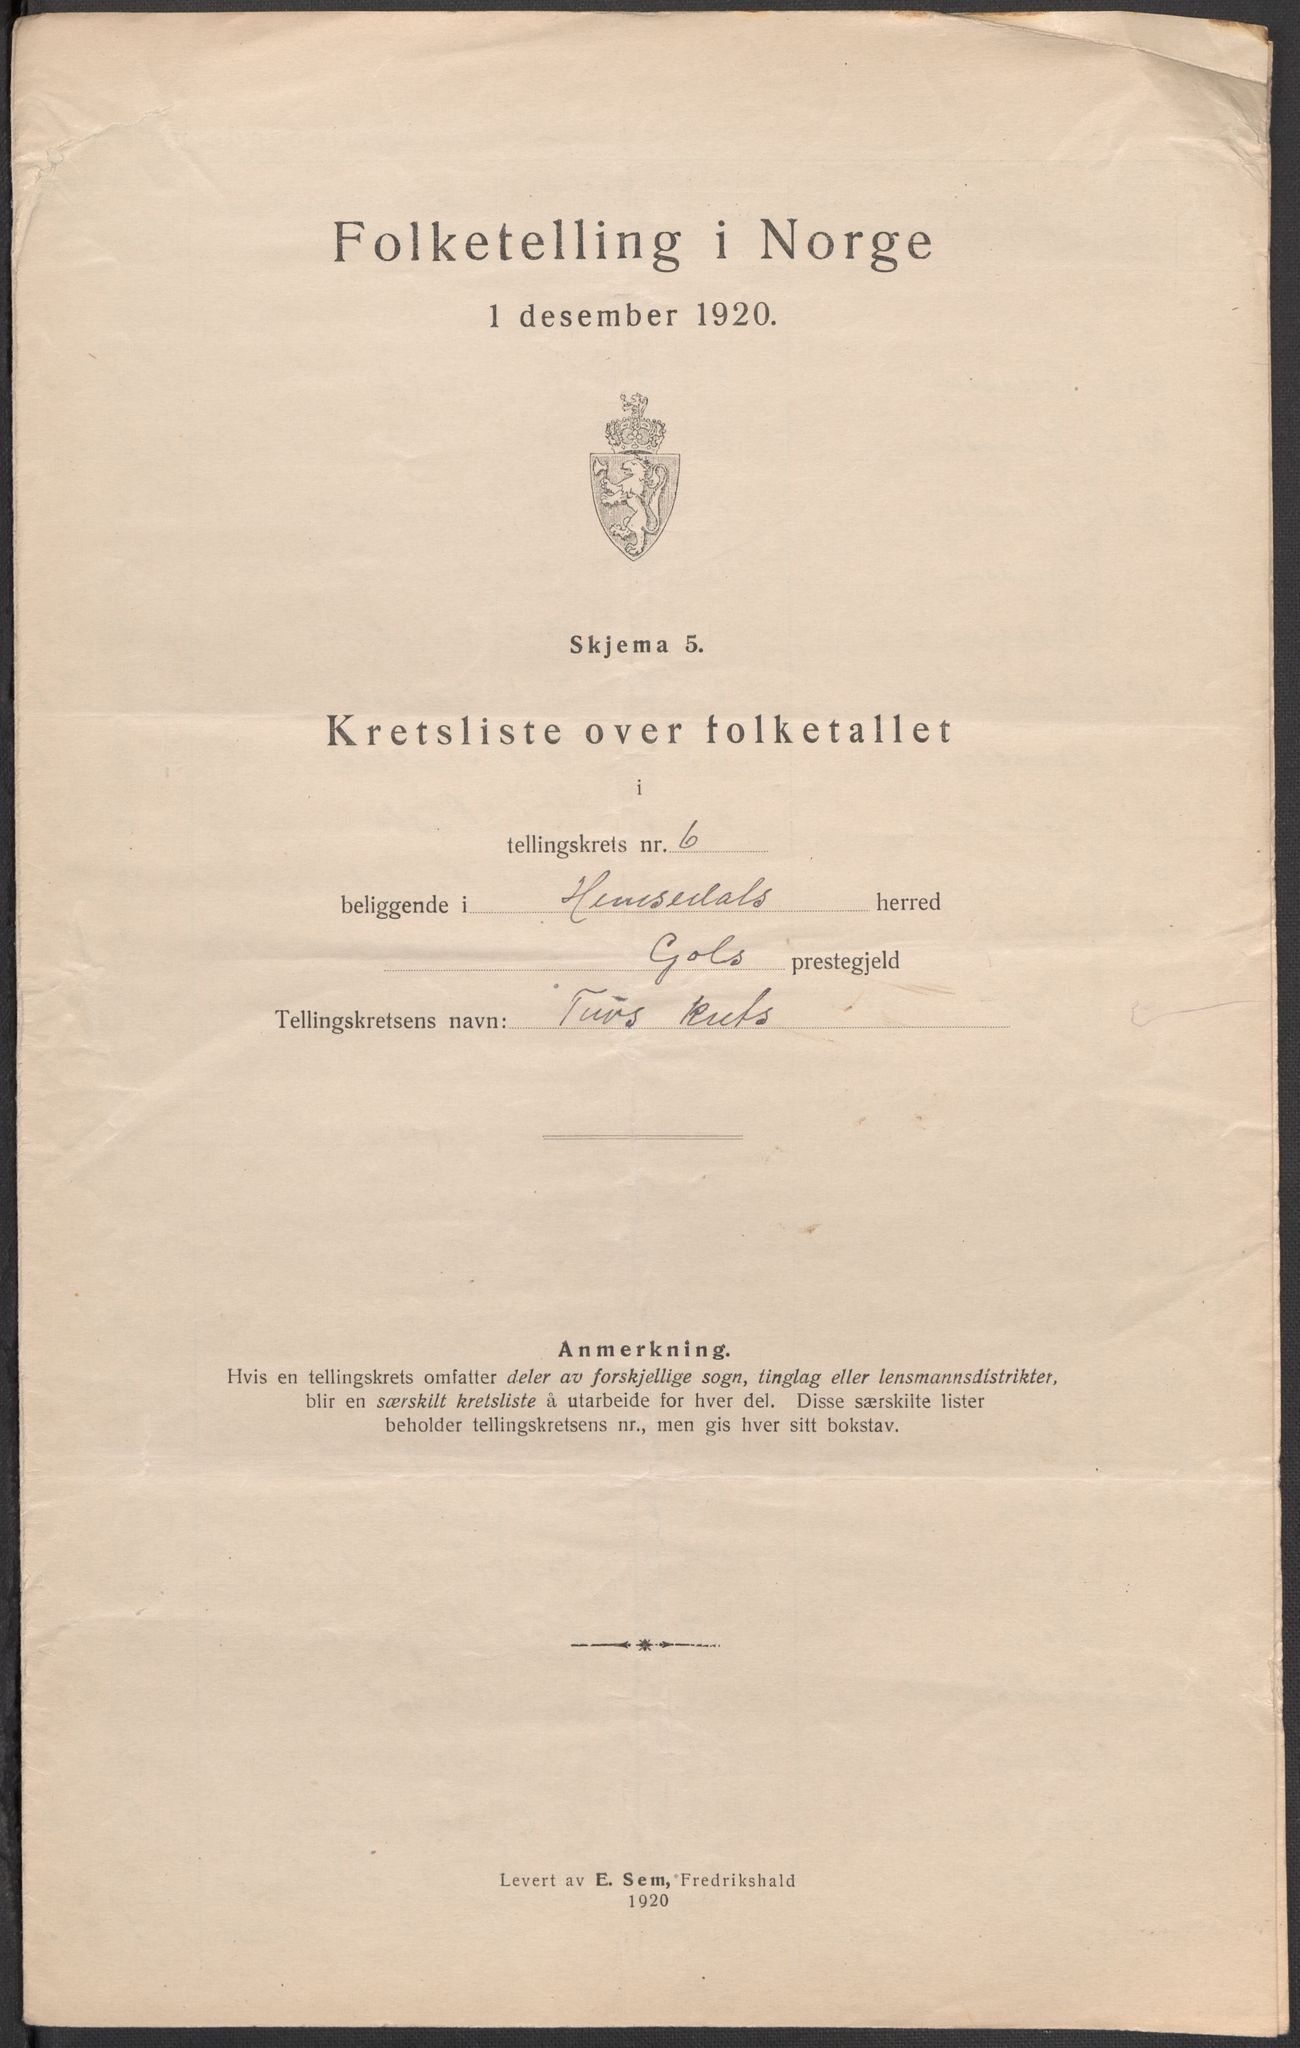 Folketelling i Norge
1 desember 1920.
Skjema 5.
Kretsliste over folketallet
i
tellingskrets nr. 6
beliggende i Hemsedals herred
Gols prestegjeld
Tellingskretsens navn: Tuvs krets
Anmerkning.
Hvis en tellingskrets omfatter deler av forskjellige sogn, tinglag eller lensmannsdistrikter,
blir en særskilt kretsliste å utarbeide for hver del. Disse særskilte lister
beholder tellingskretsens nr., men gis hver sitt bokstav.
Levert av E. Sem, Fredrikshald
1920